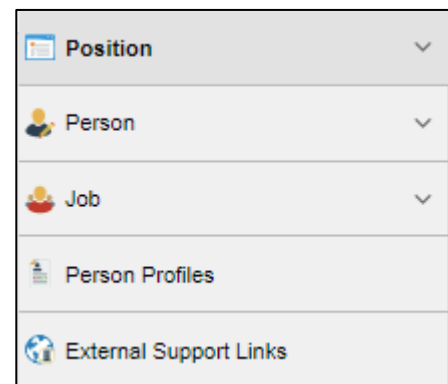 Position
Person
Job
Person Profiles
External Support Links